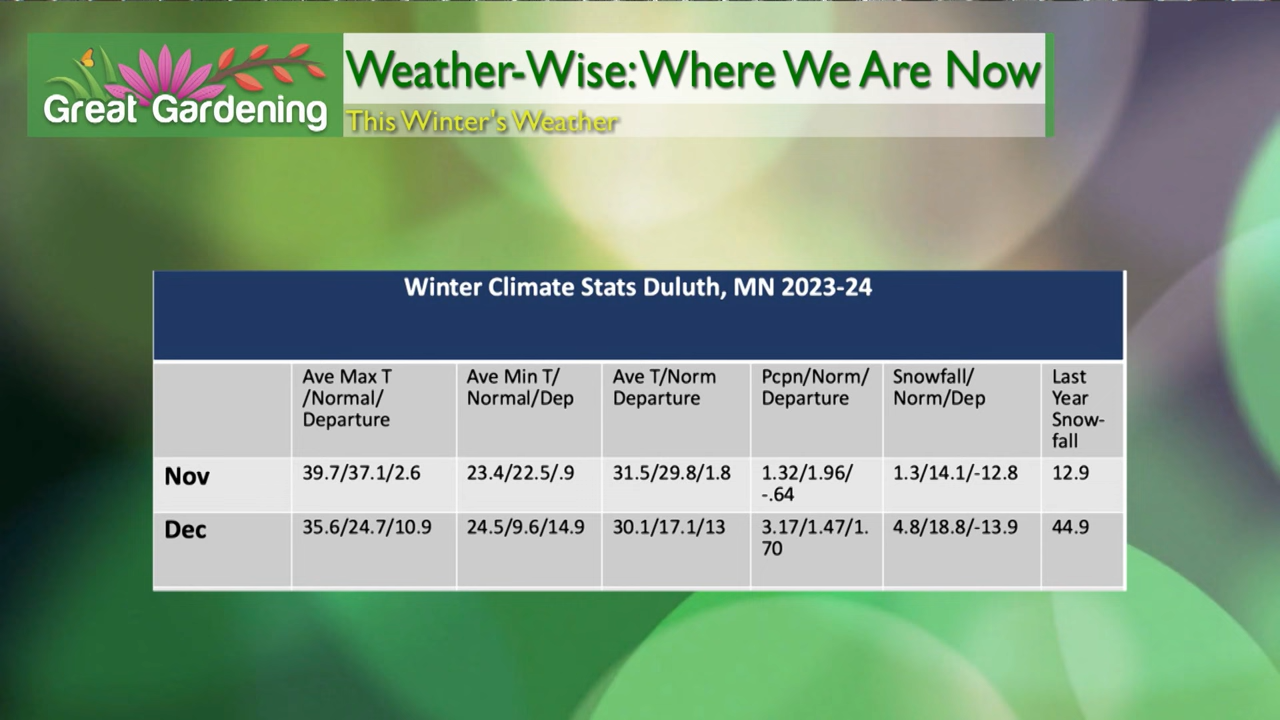 Great Gardening
Weather-Wise: Where We Are Now
This Winter's Weather
Winter Climate Stats Duluth, MN 2023-24
Ave Max T
/Normal/
Departure
Ave Min T/
Normal/Dep
Ave T/Norm
Departure
Pcpn/Norm/
Departure
Snowfall/
Norm/Dep
Last
Year
Snow-
fall
Nov
39.7/37.1/2.6
23.4/22.5/.9
31.5/29.8/1.8
1.32/1.96/
-.64
1.3/14.1/-12.8
12.9
Dec
35.6/24.7/10.9
24.5/9.6/14.9
30.1/17.1/13
3.17/1.47/1.
70
4.8/18.8/-13.9
44.9